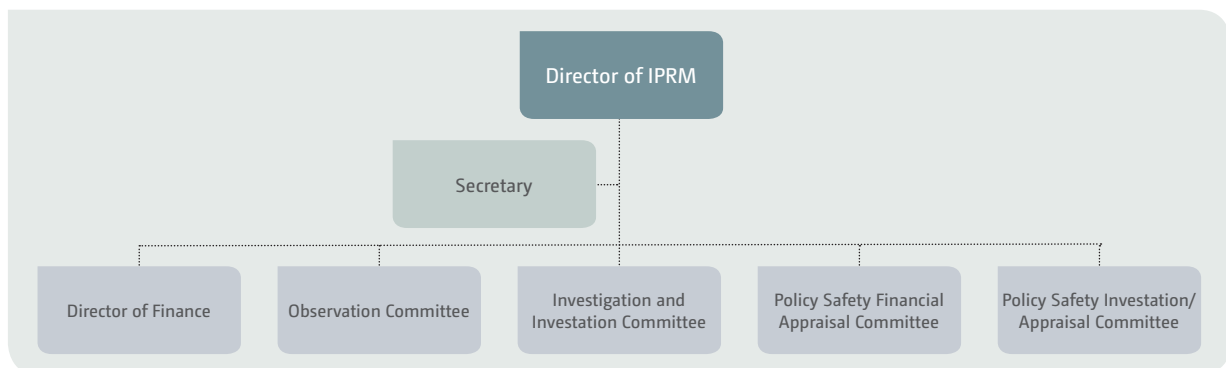 Director of IPRM
Secretary
Director of Finance
Observation Committee
Investigation and
Investation Committee
Policy Safety Financial
Appraisal Committee
Policy Safety Investation/
Appraisal Committee